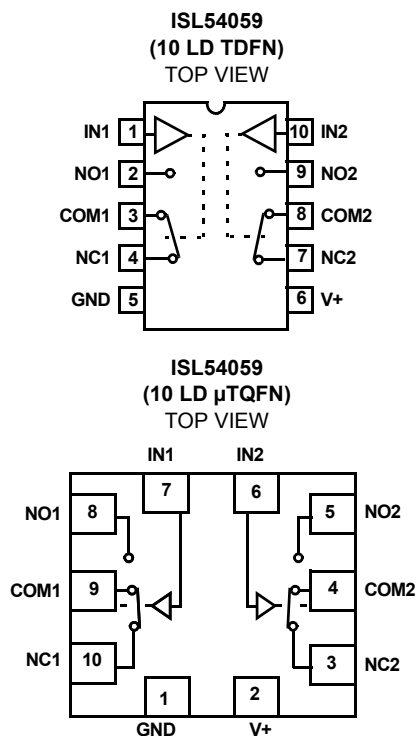 ISL54059
(10 LD TDFN)
TOP VIEW
IN1 1 10 IN2
NO1 2 9 NO2
COM1 3 8 COM2
NC1 4 7 NC2
GND 5 6 V+
ISL54059
(10 LD µTQFN)
TOP VIEW
IN1 IN2
7 6
NO1 8 5 NO2
COM1 9 4 COM2
NC1 10 3 NC2
1 2
GND V+